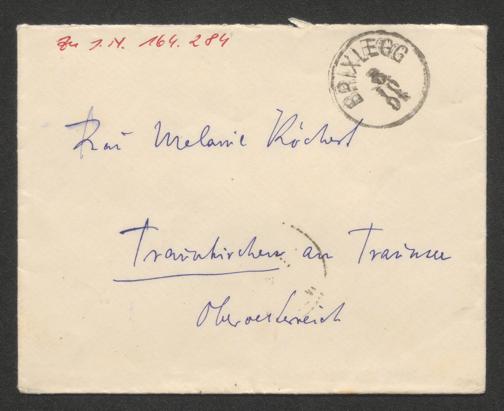 Zu I.N. 164.284
BRIXLEGG
Frau Melanie Köchert
Traunkirchen am Traunsee
Oberoesterreich